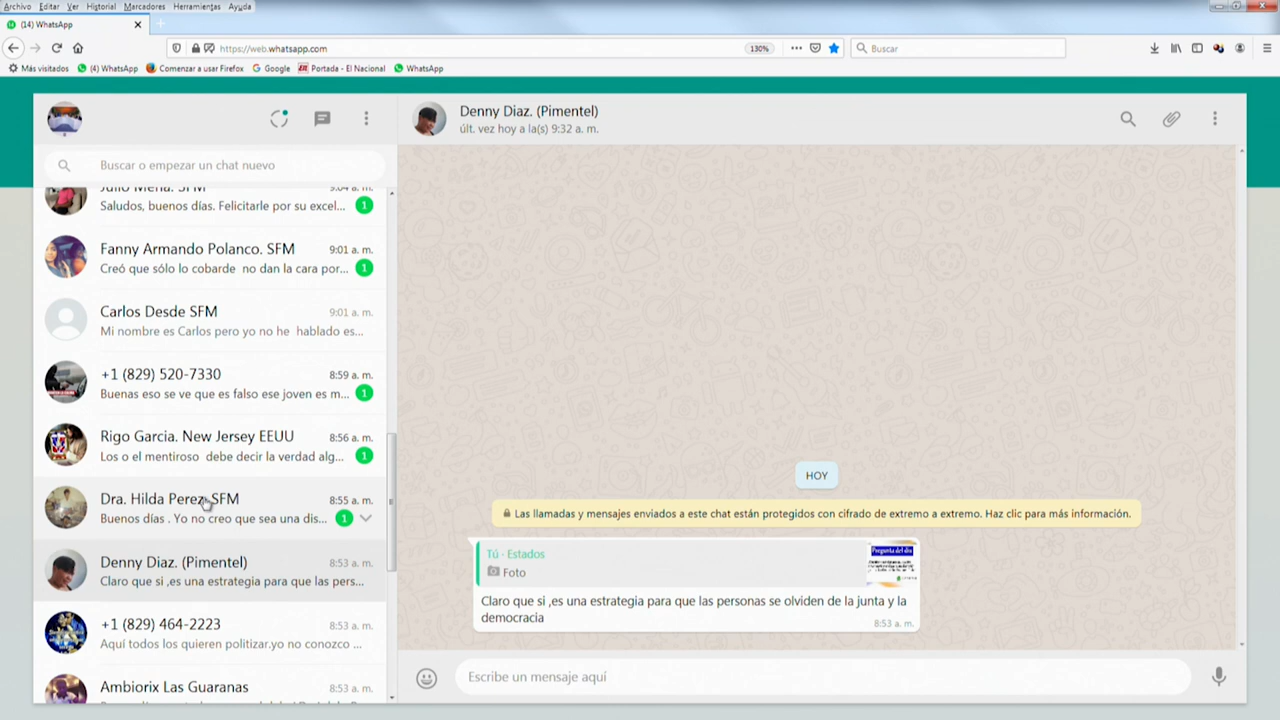 Archivo Editar Ver Historial Marcadores Herramientas Ayuda
(14) WhatsApp
https://web.whatsapp.com
130%
Buscar
Más visitados (4) WhatsApp Comenzar a usar Firefox Google Portada - El Nacional WhatsApp
Denny Diaz. (Pimentel)
últ. vez hoy a la(s) 9:32 a. m.
Buscar o empezar un chat nuevo
Julio Mena. SFM 9:04 a. m.
Saludos, buenos días. Felicitarle por su excel... 1
Fanny Armando Polanco. SFM 9:01 a. m.
Creó que sólo lo cobarde no dan la cara por... 1
Carlos Desde SFM 9:01 a. m.
Mi nombre es Carlos pero yo no he hablado es...
+1 (829) 520-7330 8:59 a. m.
Buenas eso se ve que es falso ese joven es m... 1
Rigo Garcia. New Jersey EEUU 8:56 a. m.
Los o el mentiroso debe decir la verdad alg... 1
Dra. Hilda Perez. SFM 8:55 a. m.
Buenos días . Yo no creo que sea una dis... 1
Denny Diaz. (Pimentel) 8:53 a. m.
Claro que si ,es una estrategia para que las pers...
+1 (829) 464-2223 8:53 a. m.
Aquí todos los quieren politizar.yo no conozco ...
Ambiorix Las Guaranas 8:53 a. m.
HOY
Las llamadas y mensajes enviados a este chat están protegidos con cifrado de extremo a extremo. Haz clic para más información.
Tú · Estados
Foto
Pregunta del día
Claro que si ,es una estrategia para que las personas se olviden de la junta y la
democracia
8:53 a. m.
Escribe un mensaje aquí